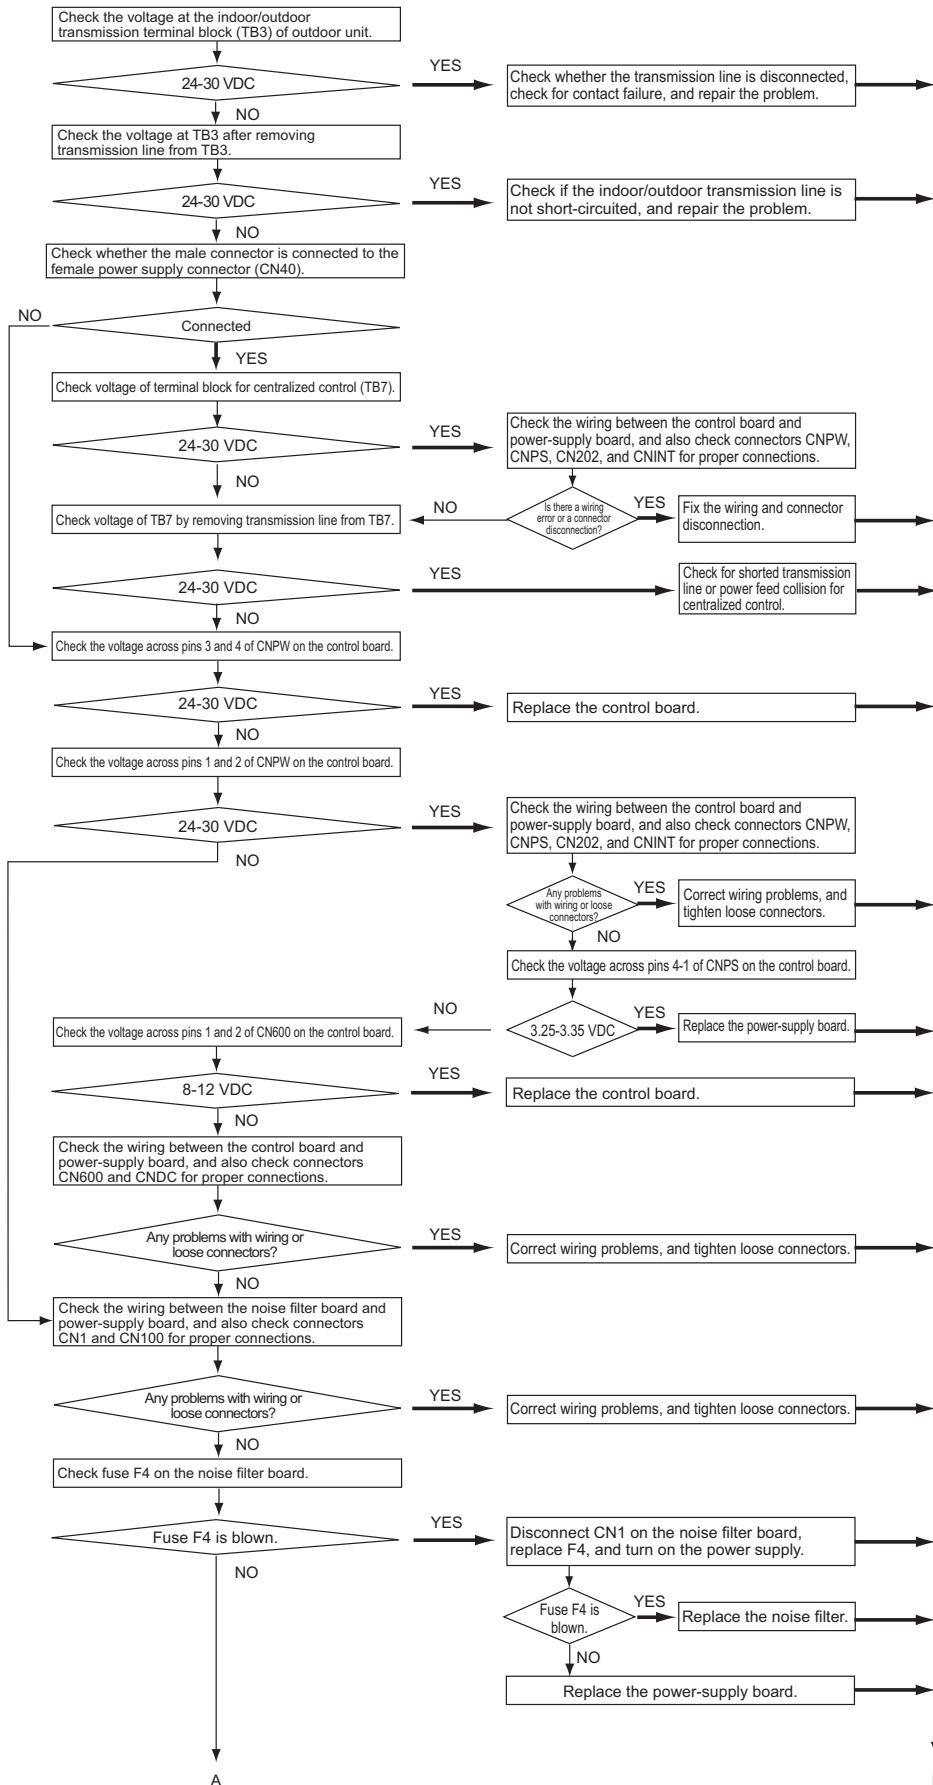 Check the voltage at the indoor/outdoor
transmission terminal block (TB3) of outdoor unit.
24-30 VDC
YES
Check whether the transmission line is disconnected,
check for contact failure, and repair the problem.
NO
Check the voltage at TB3 after removing
transmission line from TB3.
24-30 VDC
YES
Check if the indoor/outdoor transmission line is
not short-circuited, and repair the problem.
NO
Check whether the male connector is connected to the
female power supply connector (CN40).
NO
Connected
YES
Check voltage of terminal block for centralized control (TB7).
24-30 VDC
YES
Check the wiring between the control board and
power-supply board, and also check connectors CNPW,
CNPS, CN202, and CNINT for proper connections.
NO
Check voltage of TB7 by removing transmission line from TB7.
NO
Is there a wiring
error or a connector
disconnection?
YES
Fix the wiring and connector
disconnection.
24-30 VDC
YES
Check for shorted transmission
line or power feed collision for
centralized control.
NO
Check the voltage across pins 3 and 4 of CNPW on the control board.
24-30 VDC
YES
Replace the control board.
NO
Check the voltage across pins 1 and 2 of CNPW on the control board.
24-30 VDC
YES
Check the wiring between the control board and
power-supply board, and also check connectors CNPW,
CNPS, CN202, and CNINT for proper connections.
NO
Any problems
with wiring or loose
connectors?
YES
Correct wiring problems, and
tighten loose connectors.
NO
Check the voltage across pins 4-1 of CNPS on the control board.
3.25-3.35 VDC
YES
Replace the power-supply board.
NO
Check the voltage across pins 1 and 2 of CN600 on the control board.
8-12 VDC
YES
Replace the control board.
NO
Check the wiring between the control board and
power-supply board, and also check connectors
CN600 and CNDC for proper connections.
Any problems with wiring or
loose connectors?
YES
Correct wiring problems, and tighten loose connectors.
NO
Check the wiring between the noise filter board and
power-supply board, and also check connectors
CN1 and CN100 for proper connections.
Any problems with wiring or
loose connectors?
YES
Correct wiring problems, and tighten loose connectors.
NO
Check fuse F4 on the noise filter board.
Fuse F4 is blown.
YES
Disconnect CN1 on the noise filter board,
replace F4, and turn on the power supply.
NO
Fuse F4 is
blown.
YES
Replace the noise filter.
NO
Replace the power-supply board.
A